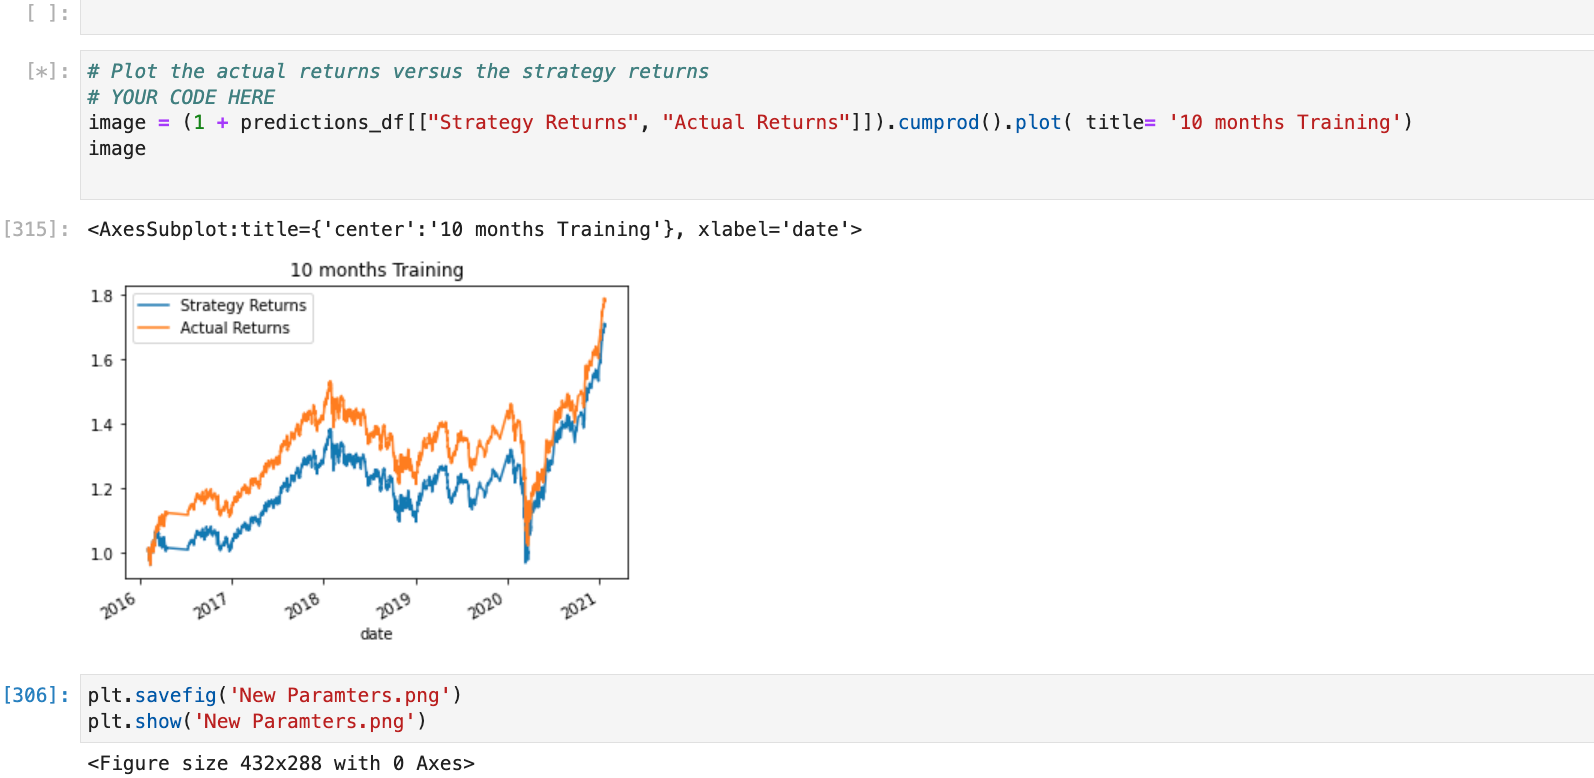 [ ]:
[*]: # Plot the actual returns versus the strategy returns
# YOUR CODE HERE
image = (1 + predictions_df[["Strategy Returns", "Actual Returns"]]).cumprod().plot( title= '10 months Training')
image
[315]: <AxesSubplot:title={'center':'10 months Training'}, xlabel='date'>
10 months Training
Strategy Returns
Actual Returns
1.8
1.6
1.4
1.2
1.0
2016 2017 2018 2019 2020 2021
date
[306]: plt.savefig('New Paramters.png')
plt.show('New Paramters.png')
<Figure size 432x288 with 0 Axes>